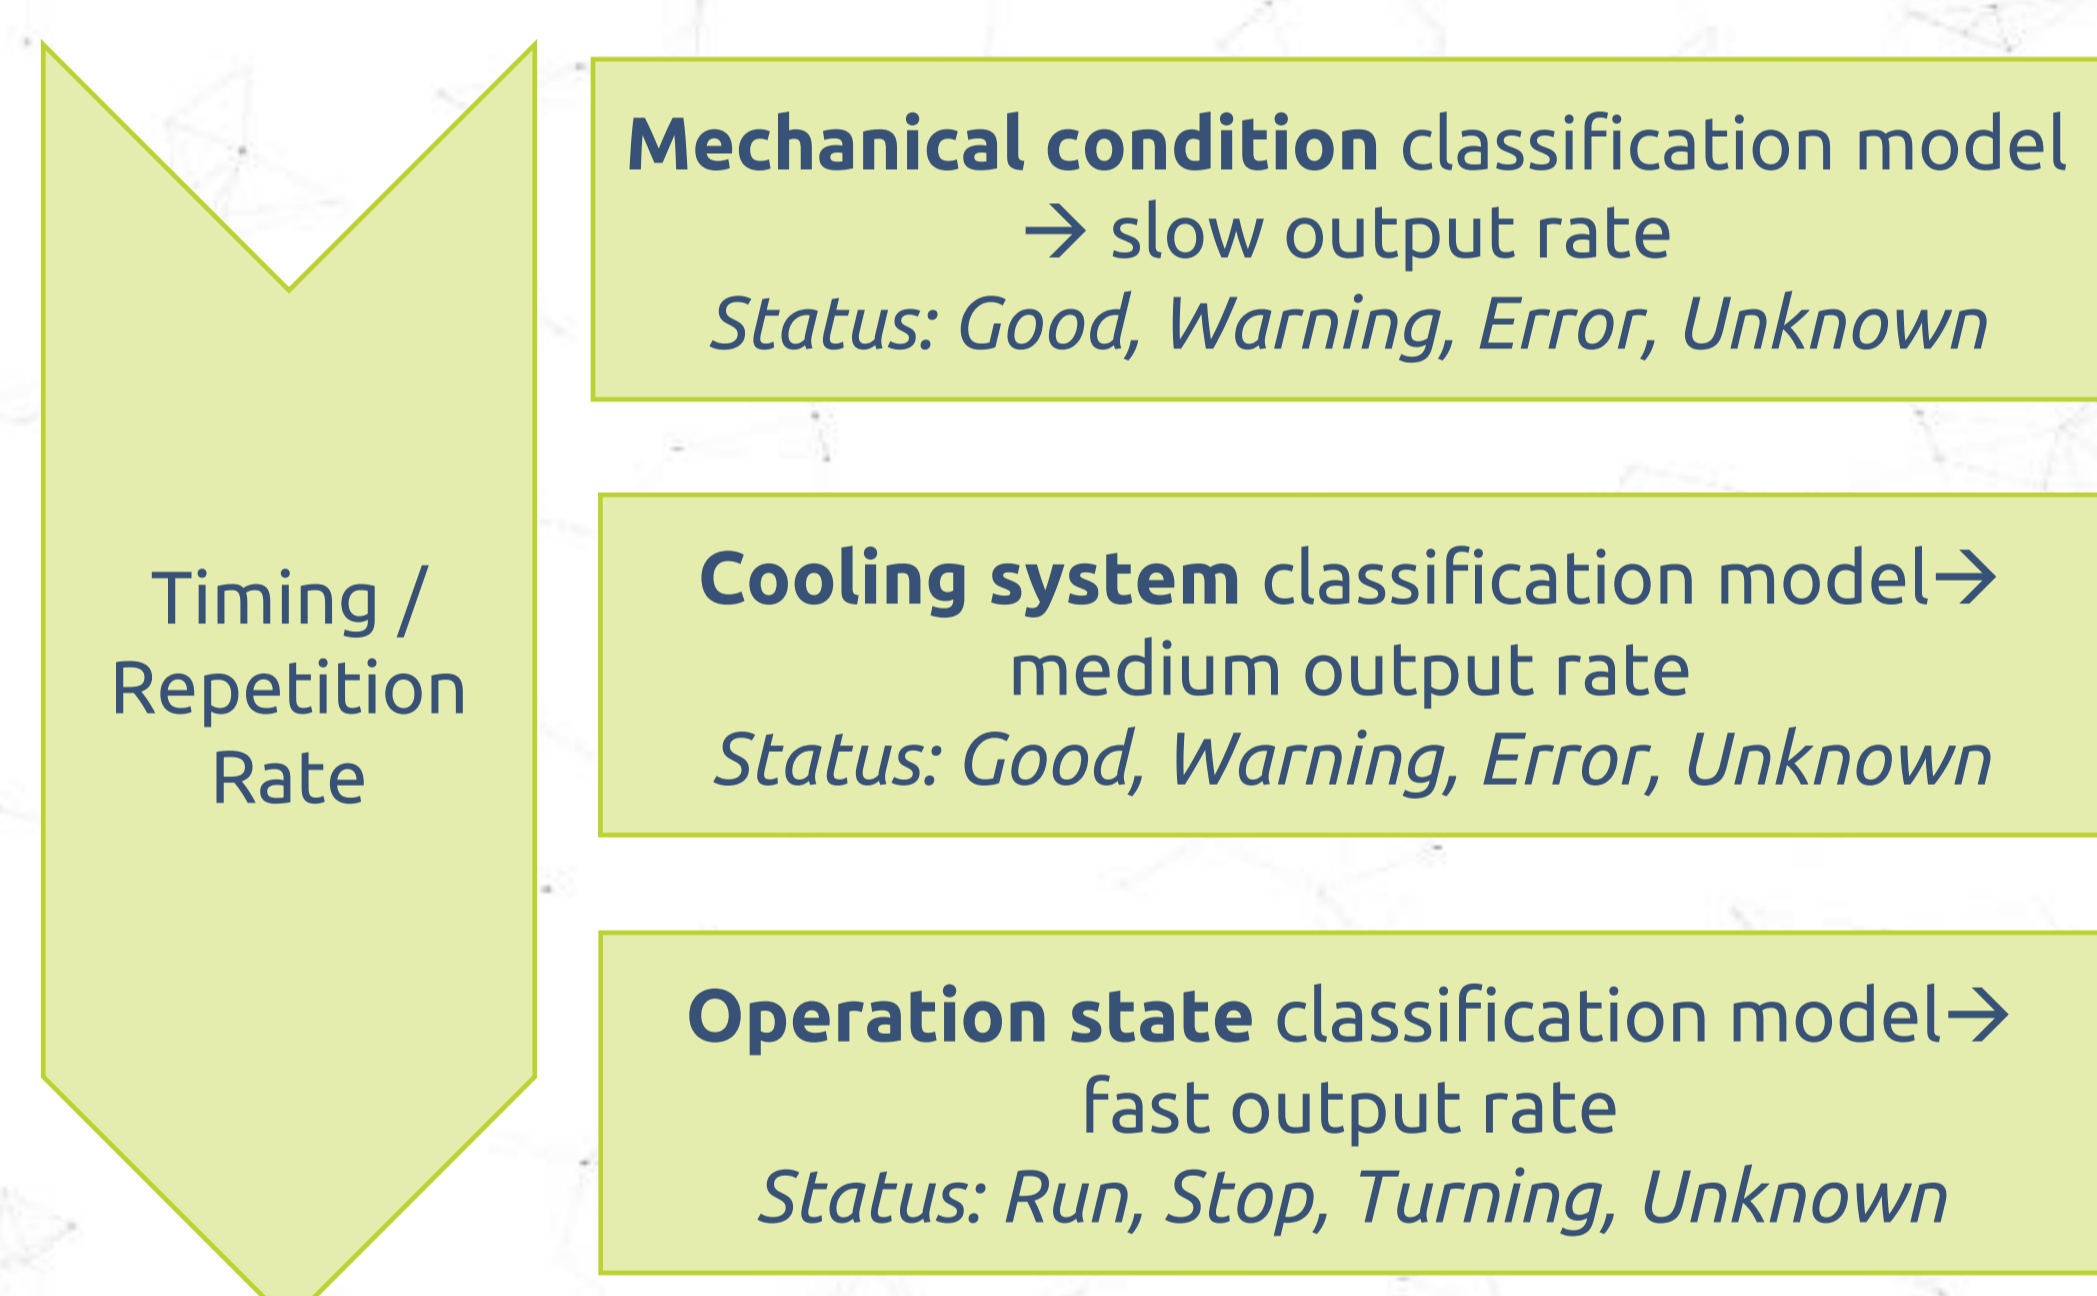 Timing /
Repetition
Rate
Mechanical condition classification model
→ slow output rate
Status: Good, Warning, Error, Unknown
Cooling system classification model→
medium output rate
Status: Good, Warning, Error, Unknown
Operation state classification model→
fast output rate
Status: Run, Stop, Turning, Unknown